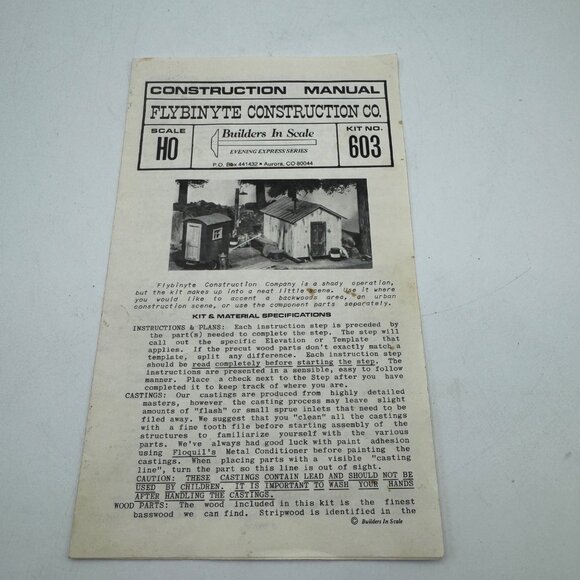 CONSTRUCTION MANUAL
FLYBINYTE CONSTRUCTION CO.
SCALE
HO
Builders In Scale
EVENING EXPRESS SERIES
P.O. Box 441432 • Aurora, CO 80044
KIT NO.
603
Flybinyte Construction Company is a shady operation,
but the kit makes up into a neat little scene. Use it where
you would like to accent a backwoods area, an urban
construction scene, or use the component parts separately.
KIT & MATERIAL SPECIFICATIONS
INSTRUCTIONS & PLANS: Each instruction step is preceded by
the part(s) needed to complete the step. The step will
call out the specific Elevation or Template that
applies. If the precut wood parts don't exactly match a
template, split any difference. Each instruction step
should be read completely before starting the step. The
instructions are presented in a sensible, easy to follow
manner. Place a check next to the Step after you have
completed it to keep track of where you are.
CASTINGS: Our castings are produced from highly detailed
masters, however the casting process may leave slight
amounts of "flash" or small sprue inlets that need to be
filed away. We suggest that you "clean" all the castings
with a fine tooth file before starting assembly of the
structures to familiarize yourself with the various
parts. We've always had good luck with paint adhesion
using Floquil's Metal Conditioner before painting the
castings. When placing parts with a visible "casting
line", turn the part so this line is out of sight.
CAUTION: THESE CASTINGS CONTAIN LEAD AND SHOULD NOT BE
USED BY CHILDREN. IT IS IMPORTANT TO WASH YOUR HANDS
AFTER HANDLING THE CASTINGS.
WOOD PARTS: The wood included in this kit is the finest
basswood we can find. Stripwood is identified in the
© Builders In Scale